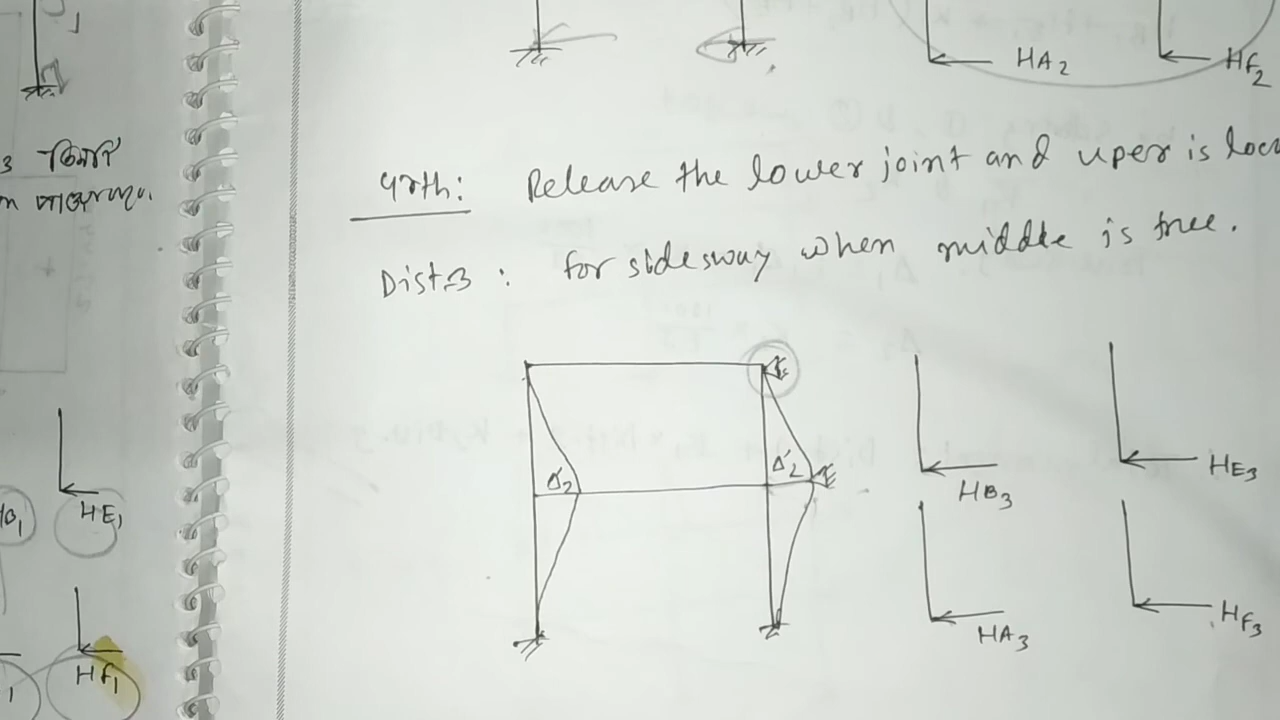 HA2
HF2
4rth: Release the lower joint and uper is loc
Dist3: for sidesway when middle is free.
Δ'2
Δ'2
HB3
HE3
HA3
HF3
HE1
HF1